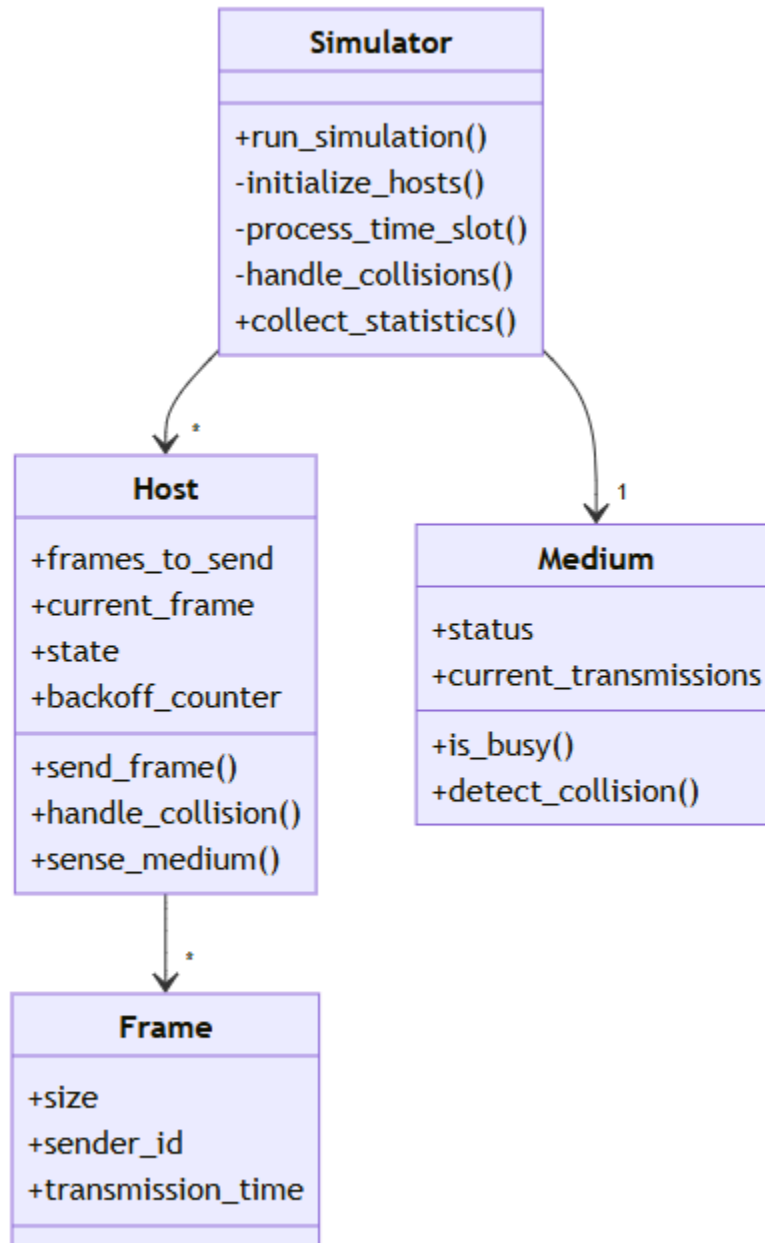 Simulator
+run_simulation()
-initialize_hosts()
-process_time_slot()
-handle_collisions()
+collect_statistics()
*
1
Host
+frames_to_send
+current_frame
+state
+backoff_counter
+send_frame()
+handle_collision()
+sense_medium()
Medium
+status
+current_transmissions
+is_busy()
+detect_collision()
*
Frame
+size
+sender_id
+transmission_time